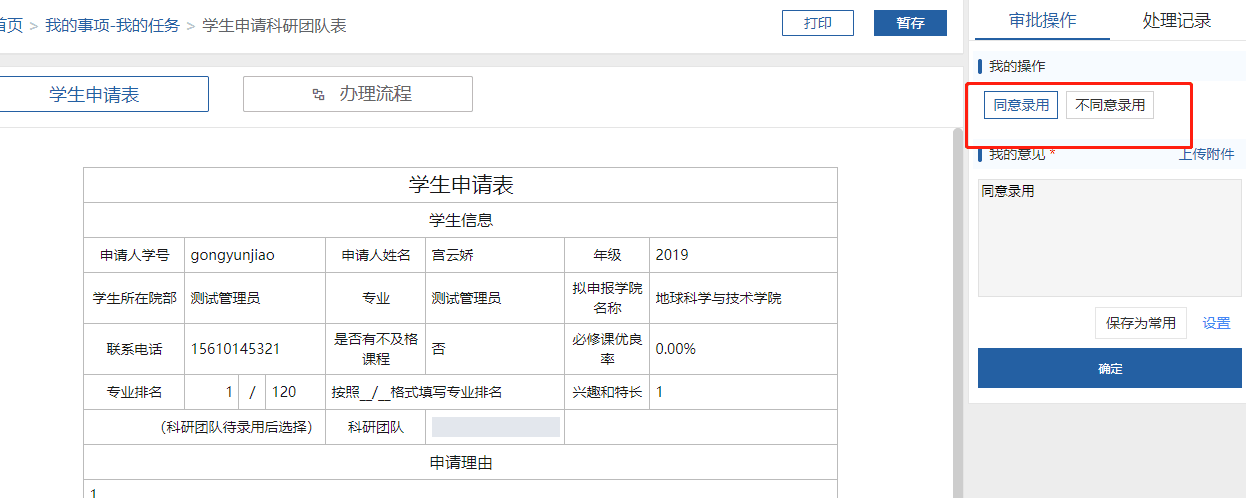 首页 > 我的事项-我的任务 > 学生申请科研团队表
打印
暂存
学生申请表
办理流程
学生申请表
学生信息
申请人学号 gongyunjiao 申请人姓名 宫云娇 年级 2019
学生所在院部 测试管理员 专业 测试管理员 拟申报学院名称 地球科学与技术学院
联系电话 15610145321 是否有不及格课程 否 必修课优良率 0.00%
专业排名 1 / 120 按照__/__格式填写专业排名 兴趣和特长 1
（科研团队待录用后选择） 科研团队
申请理由
1
审批操作 处理记录
我的操作
同意录用 不同意录用
我的意见 * 上传附件
同意录用
保存为常用 设置
确定